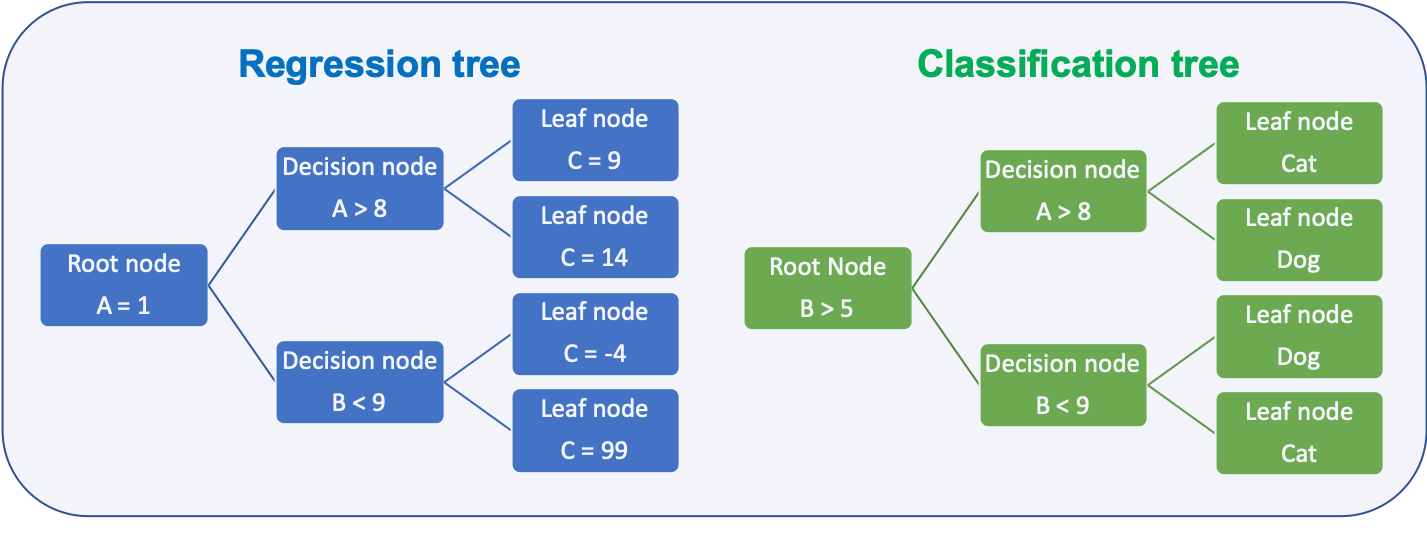 Regression tree
Root node
A = 1
Decision node
A > 8
Decision node
B < 9
Leaf node
C = 9
Leaf node
C = 14
Leaf node
C = -4
Leaf node
C = 99
Classification tree
Root Node
B > 5
Decision node
A > 8
Decision node
B < 9
Leaf node
Cat
Leaf node
Dog
Leaf node
Dog
Leaf node
Cat